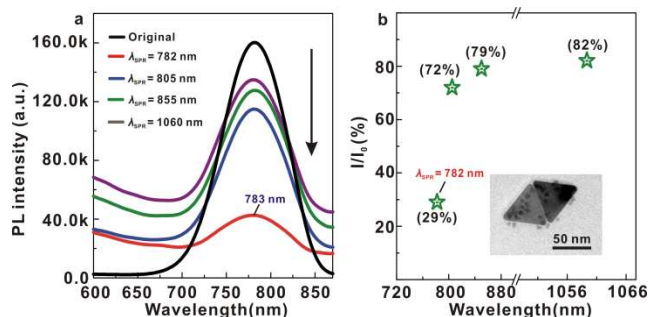 a
b
160.0k
120.0k
80.0k
40.0k
0.0
PL intensity (a.u.)
Original
λSPR = 782 nm
λSPR = 805 nm
λSPR = 855 nm
λSPR = 1060 nm
783 nm
600 650 700 750 800 850
Wavelength(nm)
100
80
60
40
20
0
I/I0 (%)
(72%)
(79%)
(82%)
λSPR = 782 nm
(29%)
50 nm
720 800 880 1056 1066
Wavelength(nm)